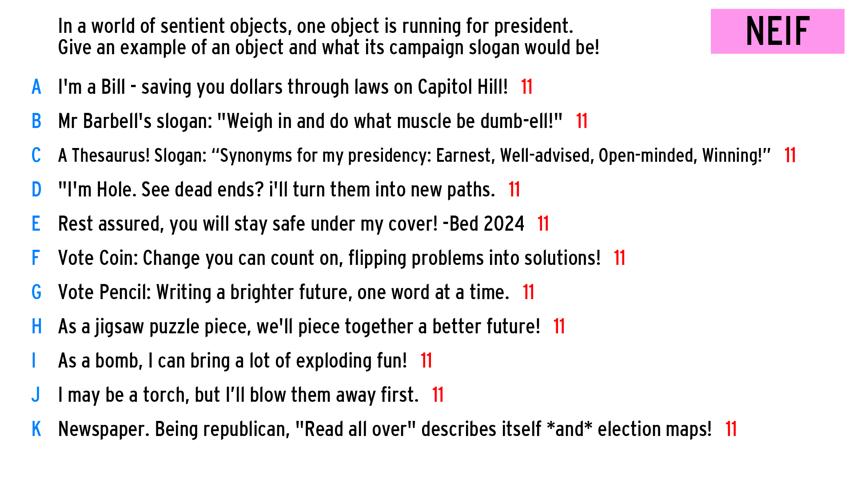 In a world of sentient objects, one object is running for president.
Give an example of an object and what its campaign slogan would be!
NEIF
A I'm a Bill - saving you dollars through laws on Capitol Hill! 11
B Mr Barbell's slogan: "Weigh in and do what muscle be dumb-ell!" 11
C A Thesaurus! Slogan: “Synonyms for my presidency: Earnest, Well-advised, Open-minded, Winning!” 11
D "I'm Hole. See dead ends? i'll turn them into new paths. 11
E Rest assured, you will stay safe under my cover! -Bed 2024 11
F Vote Coin: Change you can count on, flipping problems into solutions! 11
G Vote Pencil: Writing a brighter future, one word at a time. 11
H As a jigsaw puzzle piece, we'll piece together a better future! 11
I As a bomb, I can bring a lot of exploding fun! 11
J I may be a torch, but I’ll blow them away first. 11
K Newspaper. Being republican, "Read all over" describes itself *and* election maps! 11